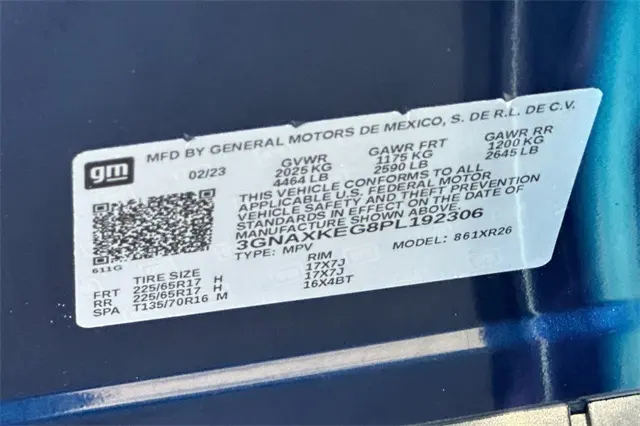 gm
MFD BY GENERAL MOTORS DE MEXICO, S. DE R.L. DE C.V.
02/23 GVWR GAWR FRT GAWR RR
2025 KG 1175 KG 1200 KG
4464 LB 2590 LB 2645 LB
THIS VEHICLE CONFORMS TO ALL
APPLICABLE U.S. FEDERAL MOTOR
VEHICLE SAFETY AND THEFT PREVENTION
STANDARDS IN EFFECT ON THE DATE OF
MANUFACTURE SHOWN ABOVE.
3GNAXKEG8PL192306
TYPE: MPV MODEL: 861XR26
611G
TIRE SIZE RIM
FRT 225/65R17 H 17X7J
RR 225/65R17 H 17X7J
SPA T135/70R16 M 16X4BT